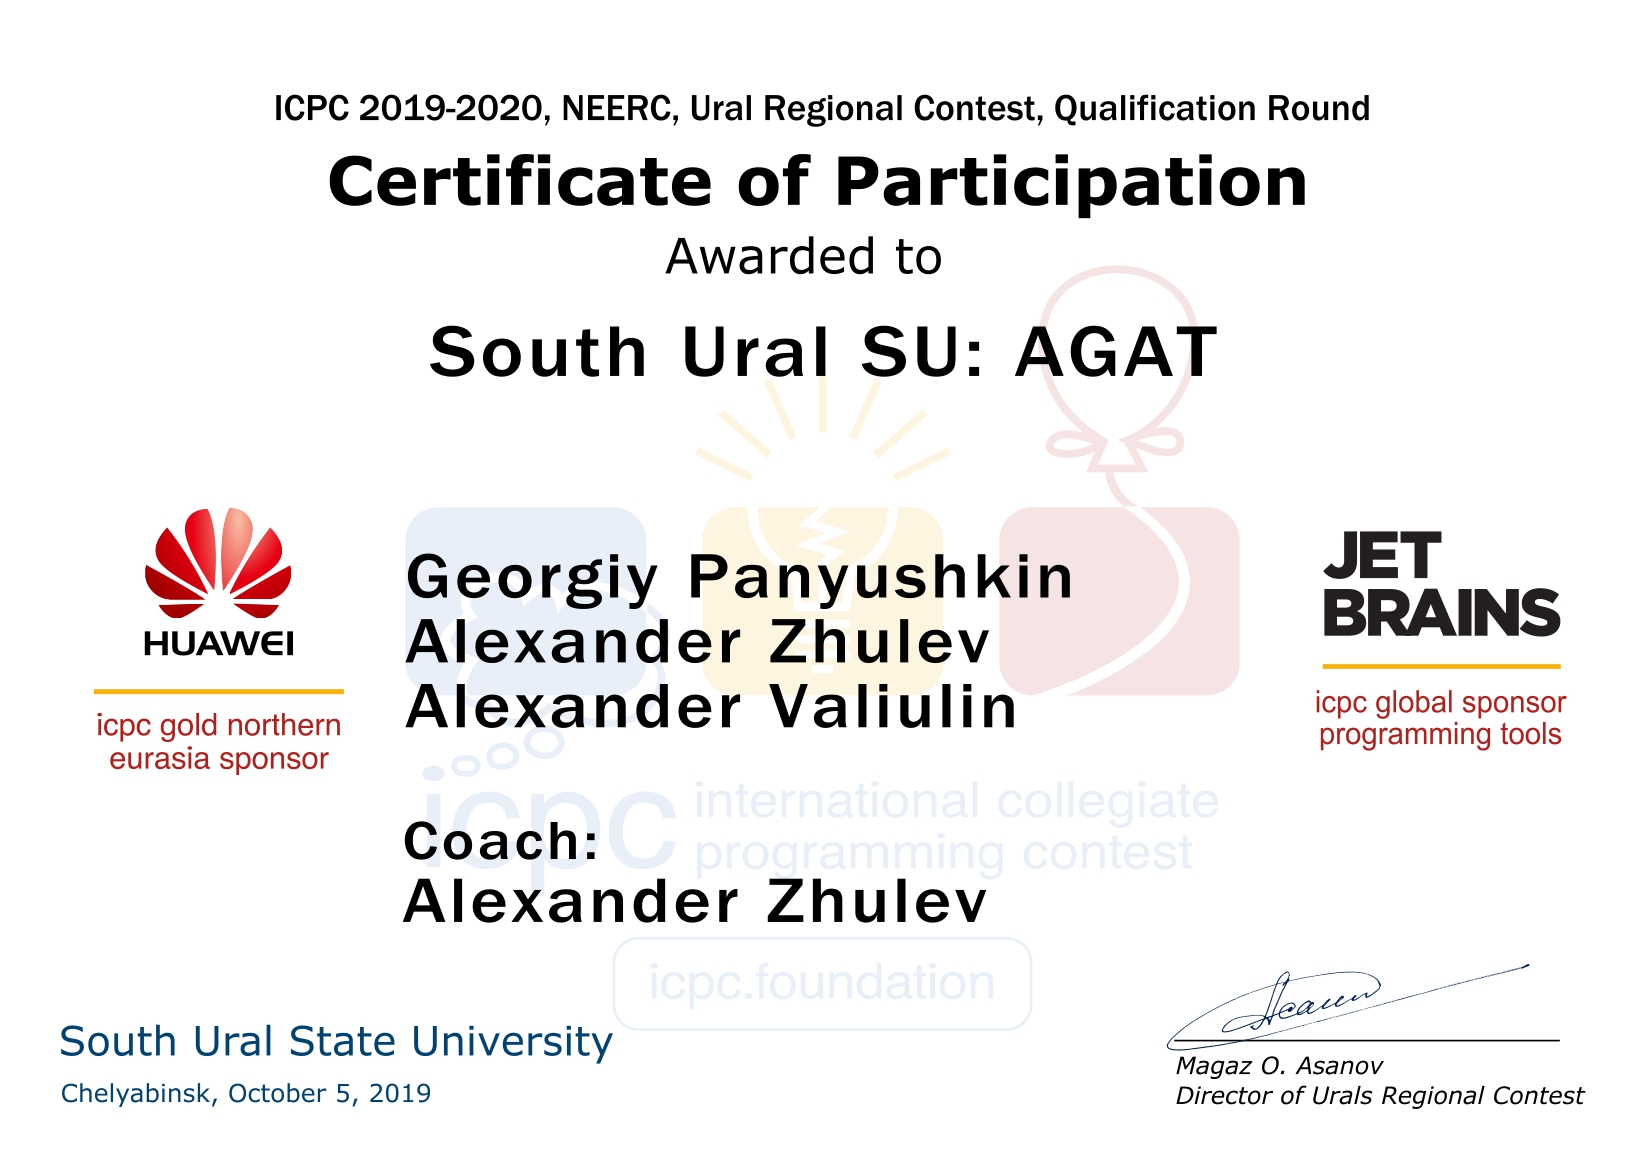 ICPC 2019-2020, NEERC, Ural Regional Contest, Qualification Round
Certificate of Participation
Awarded to
South Ural SU: AGAT
HUAWEI
icpc gold northern
eurasia sponsor
Georgiy Panyushkin
Alexander Zhulev
Alexander Valiulin
JET
BRAINS
icpc global sponsor
programming tools
icpc international collegiate
programming contest
Coach:
Alexander Zhulev
icpc.foundation
South Ural State University
Chelyabinsk, October 5, 2019
Magaz O. Asanov
Director of Urals Regional Contest